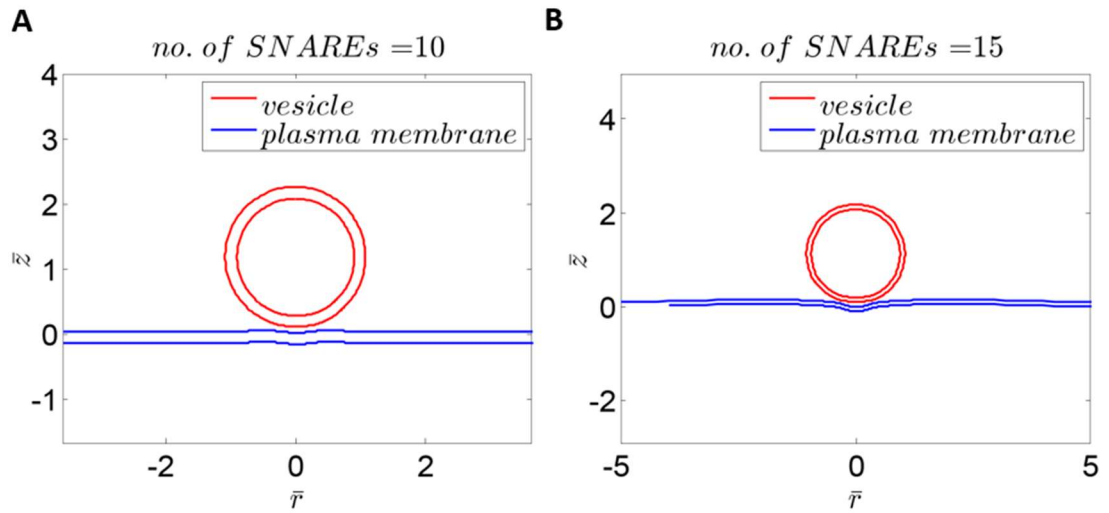 A
no. of SNAREs =10
vesicle
plasma membrane
4
3
2
1
0
-1
z̄
-2
0
2
r̄
B
no. of SNAREs =15
vesicle
plasma membrane
4
2
0
-2
z̄
-5
0
5
r̄